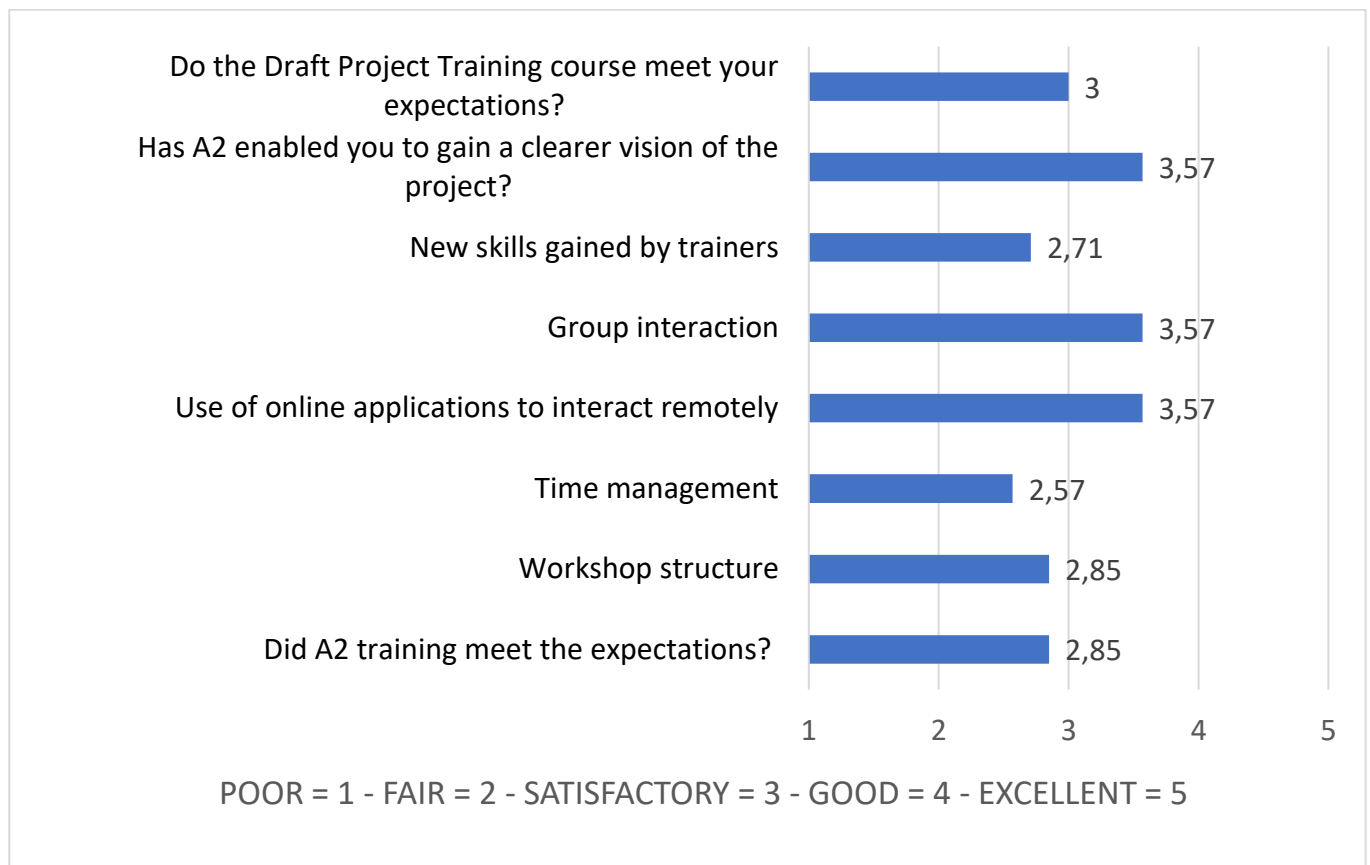 Do the Draft Project Training course meet your
expectations?
3
Has A2 enabled you to gain a clearer vision of the
project?
3,57
New skills gained by trainers
2,71
Group interaction
3,57
Use of online applications to interact remotely
3,57
Time management
2,57
Workshop structure
2,85
Did A2 training meet the expectations?
2,85
1 2 3 4 5
POOR = 1 - FAIR = 2 - SATISFACTORY = 3 - GOOD = 4 - EXCELLENT = 5